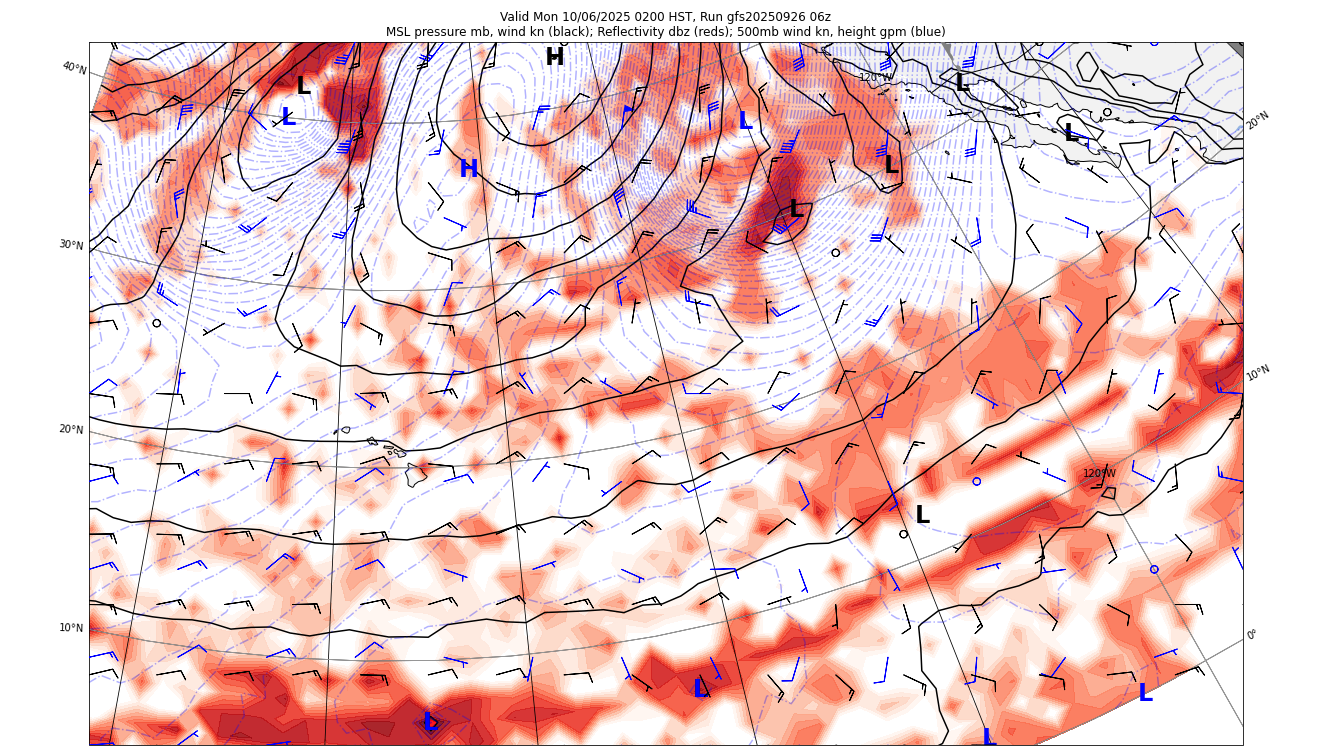 Valid Mon 10/06/2025 0200 HST, Run gfs20250926 06z
MSL pressure mb, wind kn (black); Reflectivity dbz (reds); 500mb wind kn, height gpm (blue)
H
40°N
120°W
L
L
L
L
L
20°N
L
H
L
L
30°N
10°N
20°N
120°W
L
10°N
0°
L
L
L
L